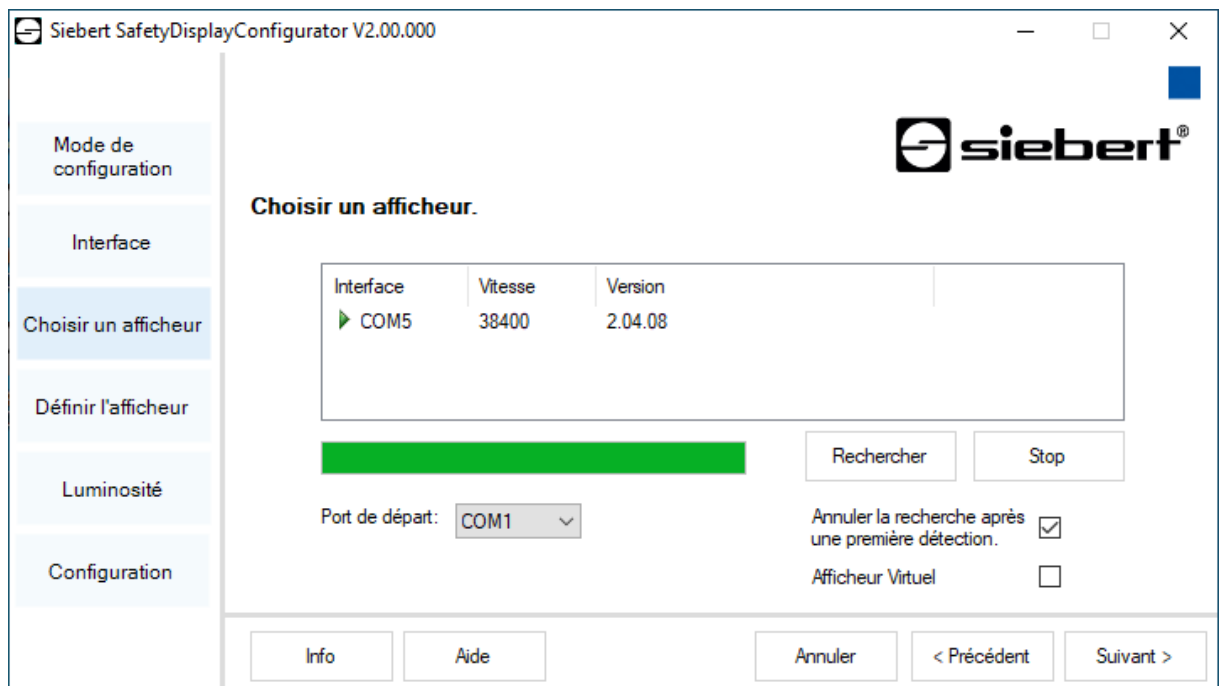 Siebert SafetyDisplayConfigurator V2.00.000
siebert®
Mode de
configuration
Interface
Choisir un afficheur
Définir l'afficheur
Luminosité
Configuration
Choisir un afficheur.
Interface Vitesse Version
COM5 38400 2.04.08
Rechercher Stop
Port de départ: COM1
Annuler la recherche après
une première détection.
Afficheur Virtuel
Info Aide Annuler < Précédent Suivant >